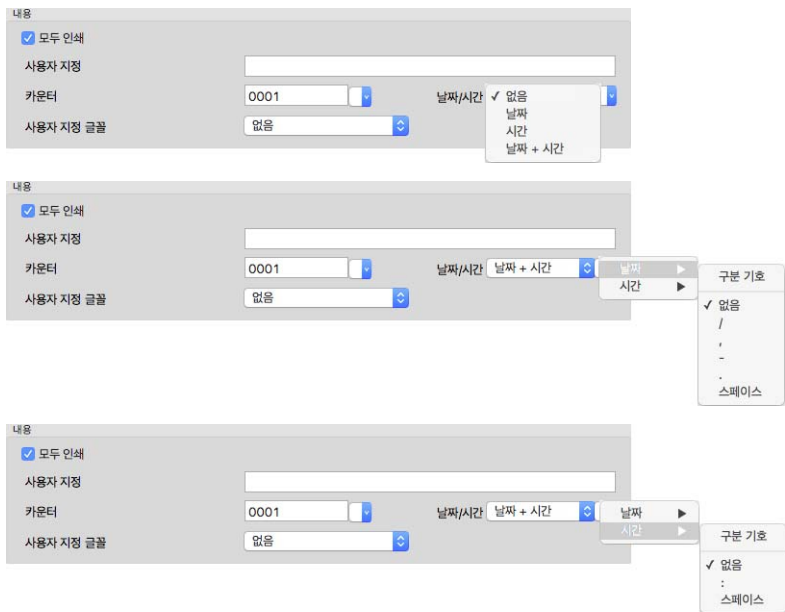 내용
모두 인쇄
사용자 지정
카운터 0001 날짜/시간 ✓ 없음
날짜
시간
날짜 + 시간
사용자 지정 글꼴 없음
내용
모두 인쇄
사용자 지정
카운터 0001 날짜/시간 날짜 + 시간 날짜 ▶
시간 ▶
사용자 지정 글꼴 없음
구분 기호
✓ 없음
/
,
-
.
스페이스
내용
모두 인쇄
사용자 지정
카운터 0001 날짜/시간 날짜 + 시간 날짜 ▶
시간 ▶
사용자 지정 글꼴 없음
구분 기호
✓ 없음
:
스페이스